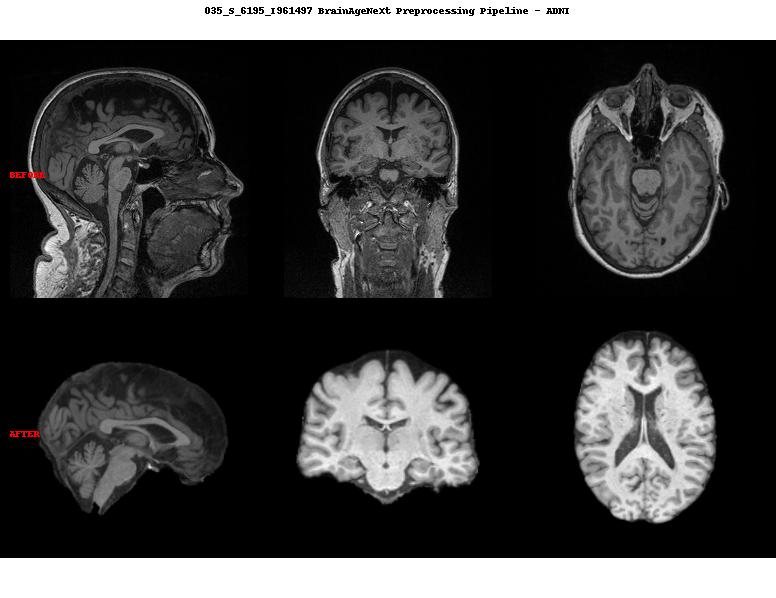 035_S_6195_I961497 BrainAgeNeXt Preprocessing Pipeline - ADNI
BEFORE
AFTER